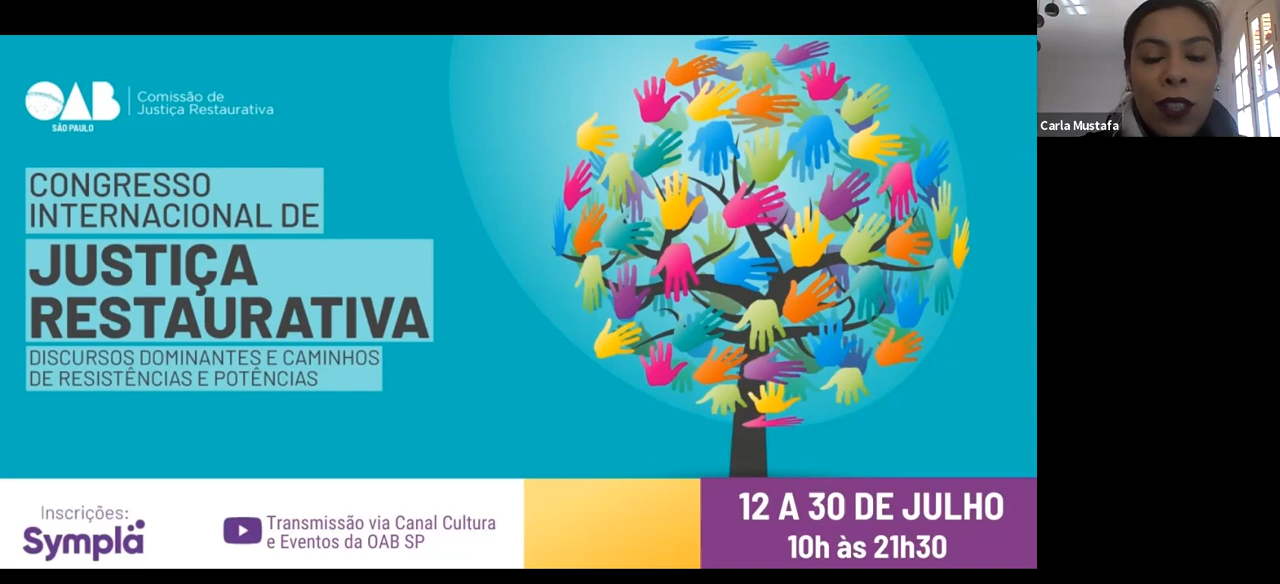 OAB
SÃO PAULO
Comissão de
Justiça Restaurativa
CONGRESSO
INTERNACIONAL DE
JUSTIÇA
RESTAURATIVA
DISCURSOS DOMINANTES E CAMINHOS
DE RESISTÊNCIAS E POTÊNCIAS
Inscrições:
Sympla
Transmissão via Canal Cultura
e Eventos da OAB SP
12 A 30 DE JULHO
10h às 21h30
Carla Mustafa